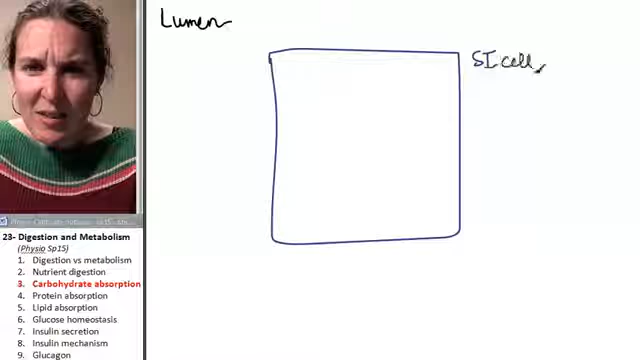 Lumen
SI cell
23- Digestion and Metabolism
(Physio Sp15)
1. Digestion vs metabolism
2. Nutrient digestion
3. Carbohydrate absorption
4. Protein absorption
5. Lipid absorption
6. Glucose homeostasis
7. Insulin secretion
8. Insulin mechanism
9. Glucagon